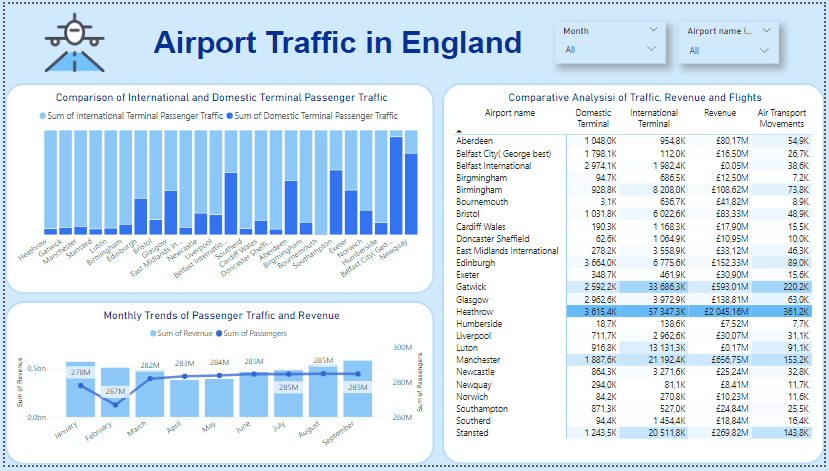 Airport Traffic in England
Month
All
Airport name (...
All
Comparison of International and Domestic Terminal Passenger Traffic
Sum of International Terminal Passenger Traffic Sum of Domestic Terminal Passenger Traffic
Heathrow
Gatwick
Manchester
Stansted
Luton
Birmingham
Edinburgh
Bristol
Glasgow
East Midlands In...
Newcastle
Liverpool
Belfast Internatio...
Southerd
Cardiff Wales
Doncaster Sheffi...
Aberdeen
Birgmingham
Bournemouth
Southampton
Exeter
Norwich
Humberside
Belfast City( Geo...
Newquay
Monthly Trends of Passenger Traffic and Revenue
Sum of Revenue Sum of Passengers
Sum of Revenue
0,5bn
0,0bn
278M
267M
282M
283M
284M
285M
285M
285M
285M
300M
280M
260M
Sum of Passengers
January
February
March
April
May
June
July
August
September
Comparative Analysisi of Traffic, Revenue and Flights
Airport name Domestic Terminal International Terminal Revenue Air Transport Movements
Aberdeen 1 048,0K 954,8K £80,17M 54,9K
Belfast City( George best) 1 798,1K 112,0K £16,50M 26,7K
Belfast International 2 974,1K 1 982,4K £0,05M 38,6K
Birgmingham 94,7K 686,5K £12,50M 7,2K
Birmingham 928,8K 8 208,0K £108,62M 73,8K
Bournemouth 3,1K 636,7K £41,82M 8,9K
Bristol 1 031,8K 6 022,6K £83,33M 48,9K
Cardiff Wales 190,3K 1 168,3K £17,90M 15,5K
Doncaster Sheffield 62,6K 1 064,9K £10,95M 10,0K
East Midlands International 278,2K 3 558,9K £33,12M 46,3K
Edinburgh 3 664,0K 6 775,6K £152,33M 89,0K
Exeter 348,7K 461,9K £30,90M 15,6K
Gatwick 2 592,2K 33 686,3K £593,01M 220,2K
Glasgow 2 962,6K 3 972,9K £138,81M 63,0K
Heathrow 3 615,4K 57 347,3K £2 045,16M 361,2K
Humberside 18,7K 138,6K £7,52M 7,7K
Liverpool 711,7K 2 962,6K £30,07M 31,1K
Luton 916,8K 13 131,3K £0,17M 91,1K
Manchester 1 887,6K 21 192,4K £656,75M 153,2K
Newcastle 864,3K 3 271,6K £25,24M 32,8K
Newquay 294,0K 81,1K £8,41M 11,7K
Norwich 84,2K 270,8K £10,23M 11,6K
Southampton 871,3K 527,0K £24,84M 25,5K
Southerd 94,4K 1 454,4K £18,84M 16,4K
Stansted 1 243,5K 20 511,8K £269,82M 143,8K